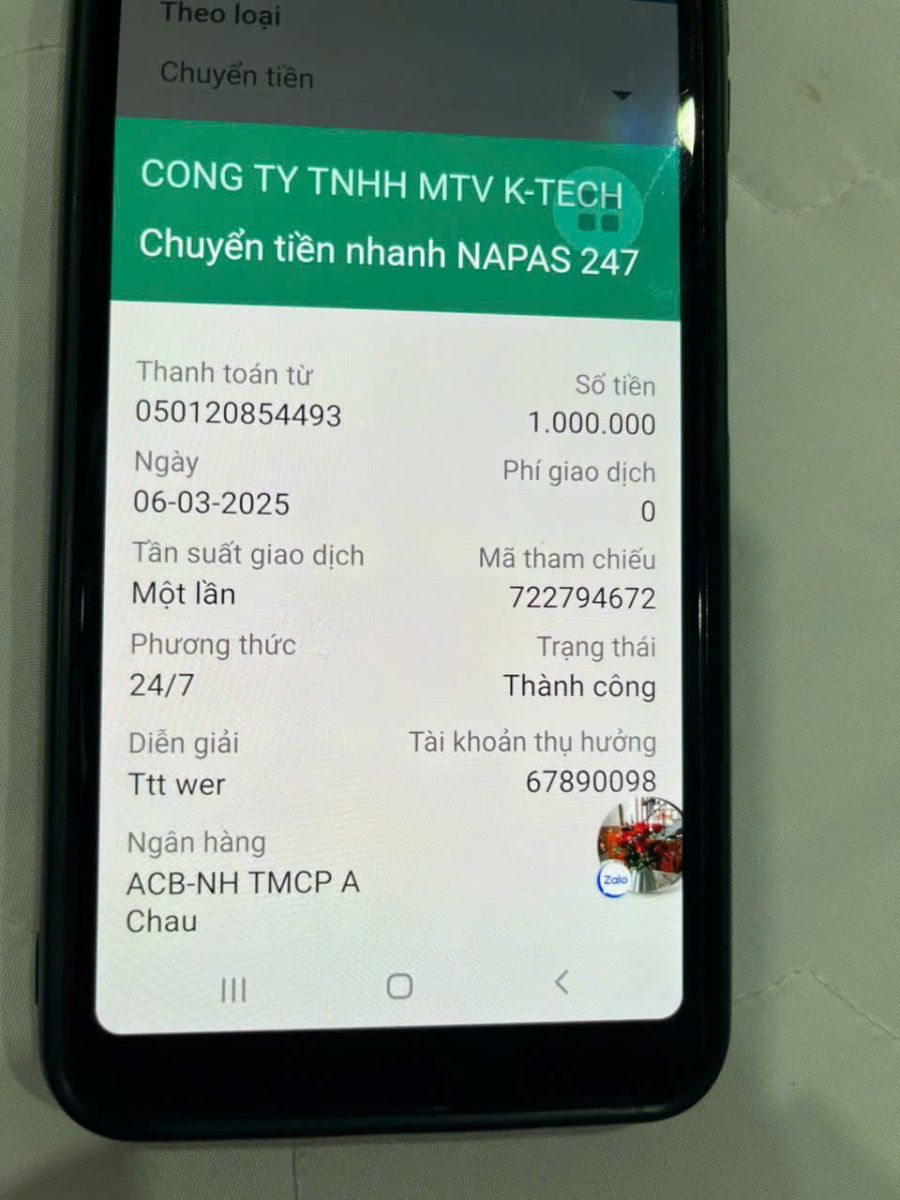 Theo loại
Chuyển tiền
CONG TY TNHH MTV K-TECH
Chuyển tiền nhanh NAPAS 247
Thanh toán từ
050120854493
Số tiền
1.000.000
Ngày
06-03-2025
Phí giao dịch
0
Tần suất giao dịch
Một lần
Mã tham chiếu
722794672
Phương thức
24/7
Trạng thái
Thành công
Diễn giải
Ttt wer
Tài khoản thụ hưởng
67890098
Ngân hàng
ACB-NH TMCP A
Chau
Zalo